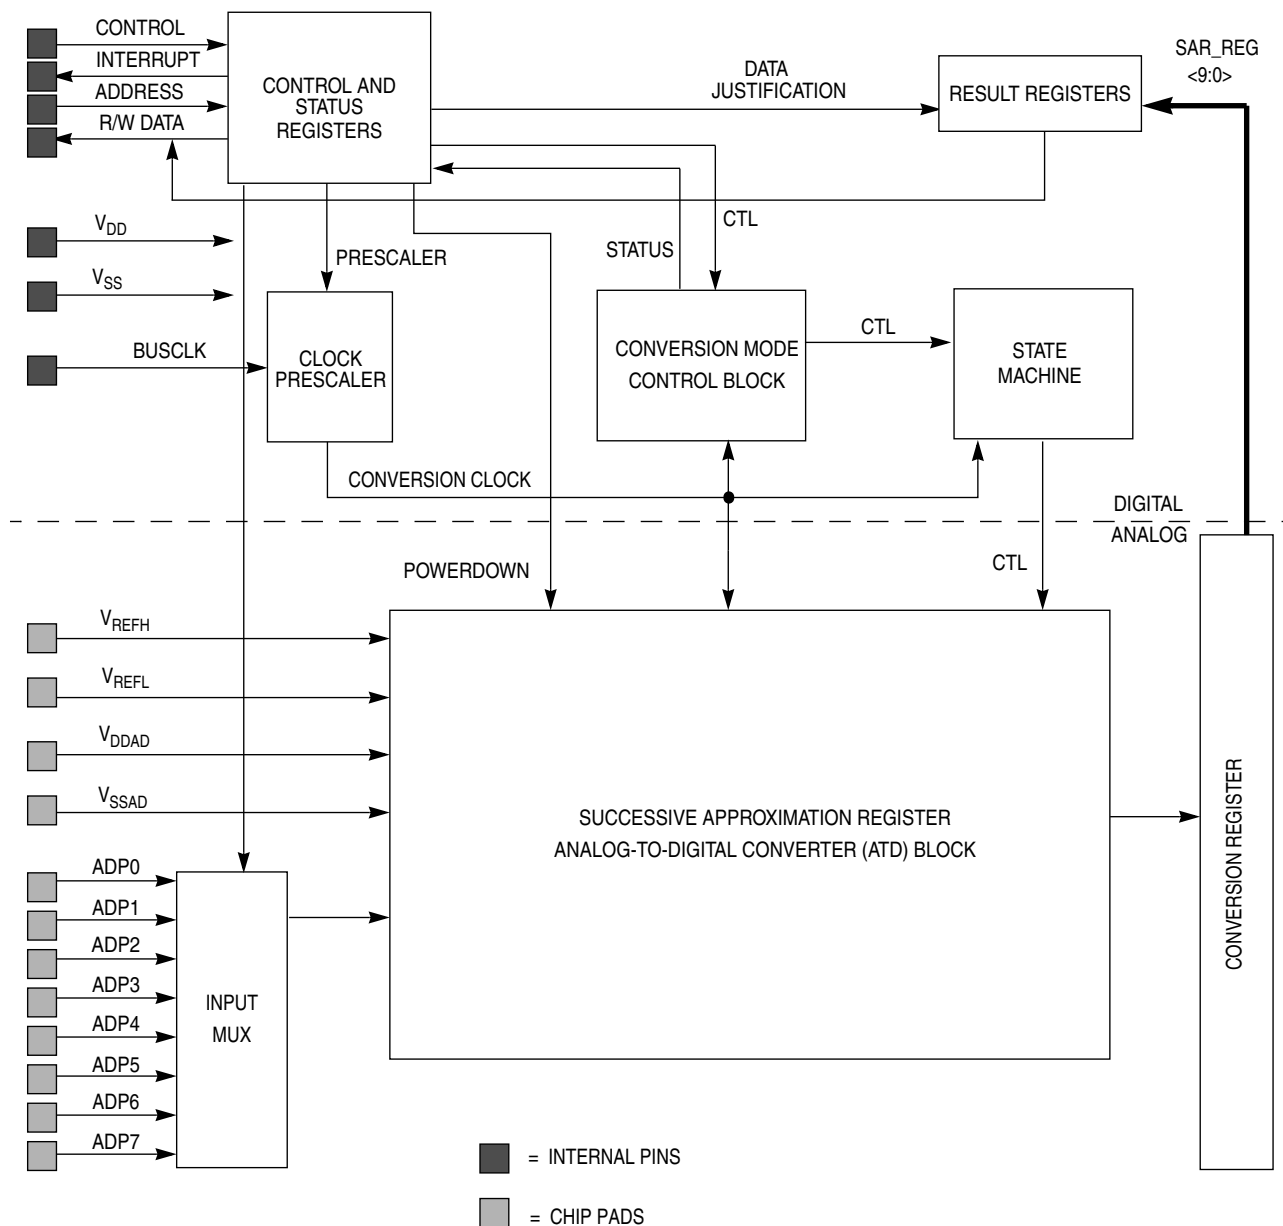 CONTROL
INTERRUPT
ADDRESS
R/W DATA
CONTROL AND
STATUS
REGISTERS
DATA
JUSTIFICATION
RESULT REGISTERS
SAR_REG
<9:0>
VDD
VSS
BUSCLK
PRESCALER
CLOCK
PRESCALER
STATUS
CTL
CONVERSION MODE
CONTROL BLOCK
CTL
STATE
MACHINE
CONVERSION CLOCK
DIGITAL
ANALOG
POWERDOWN
CTL
VREFH
VREFL
VDDAD
VSSAD
SUCCESSIVE APPROXIMATION REGISTER
ANALOG-TO-DIGITAL CONVERTER (ATD) BLOCK
CONVERSION REGISTER
ADP0
ADP1
ADP2
ADP3
ADP4
ADP5
ADP6
ADP7
INPUT
MUX
= INTERNAL PINS
= CHIP PADS